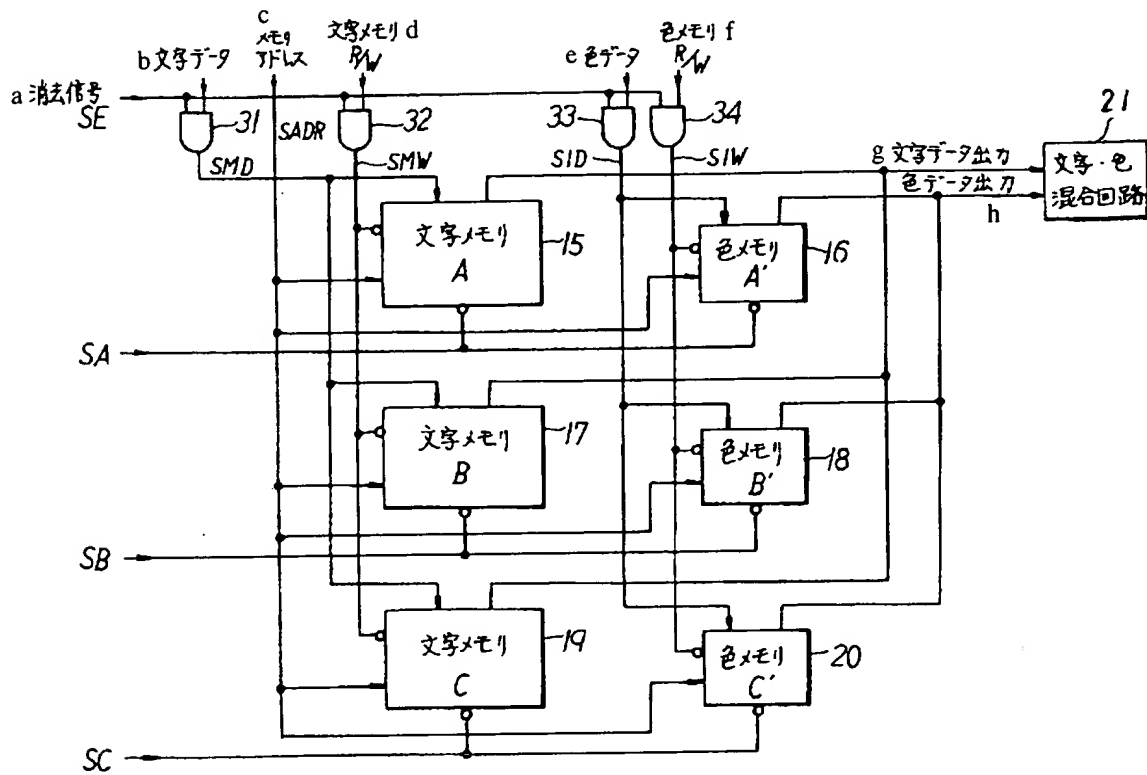 c
メモリ
アドレス
文字メモリ d
R/W
色メモリ f
R/W
b 文字データ
e 色データ
a 消去信号
SE
31
32
33
34
21
SADR
SMD
SMW
SID
SIW
g 文字データ出力
色データ出力
h
文字・色
混合回路
文字メモリ
A
15
色メモリ
A′
16
SA
文字メモリ
B
17
色メモリ
B′
18
SB
文字メモリ
C
19
色メモリ
C′
20
SC